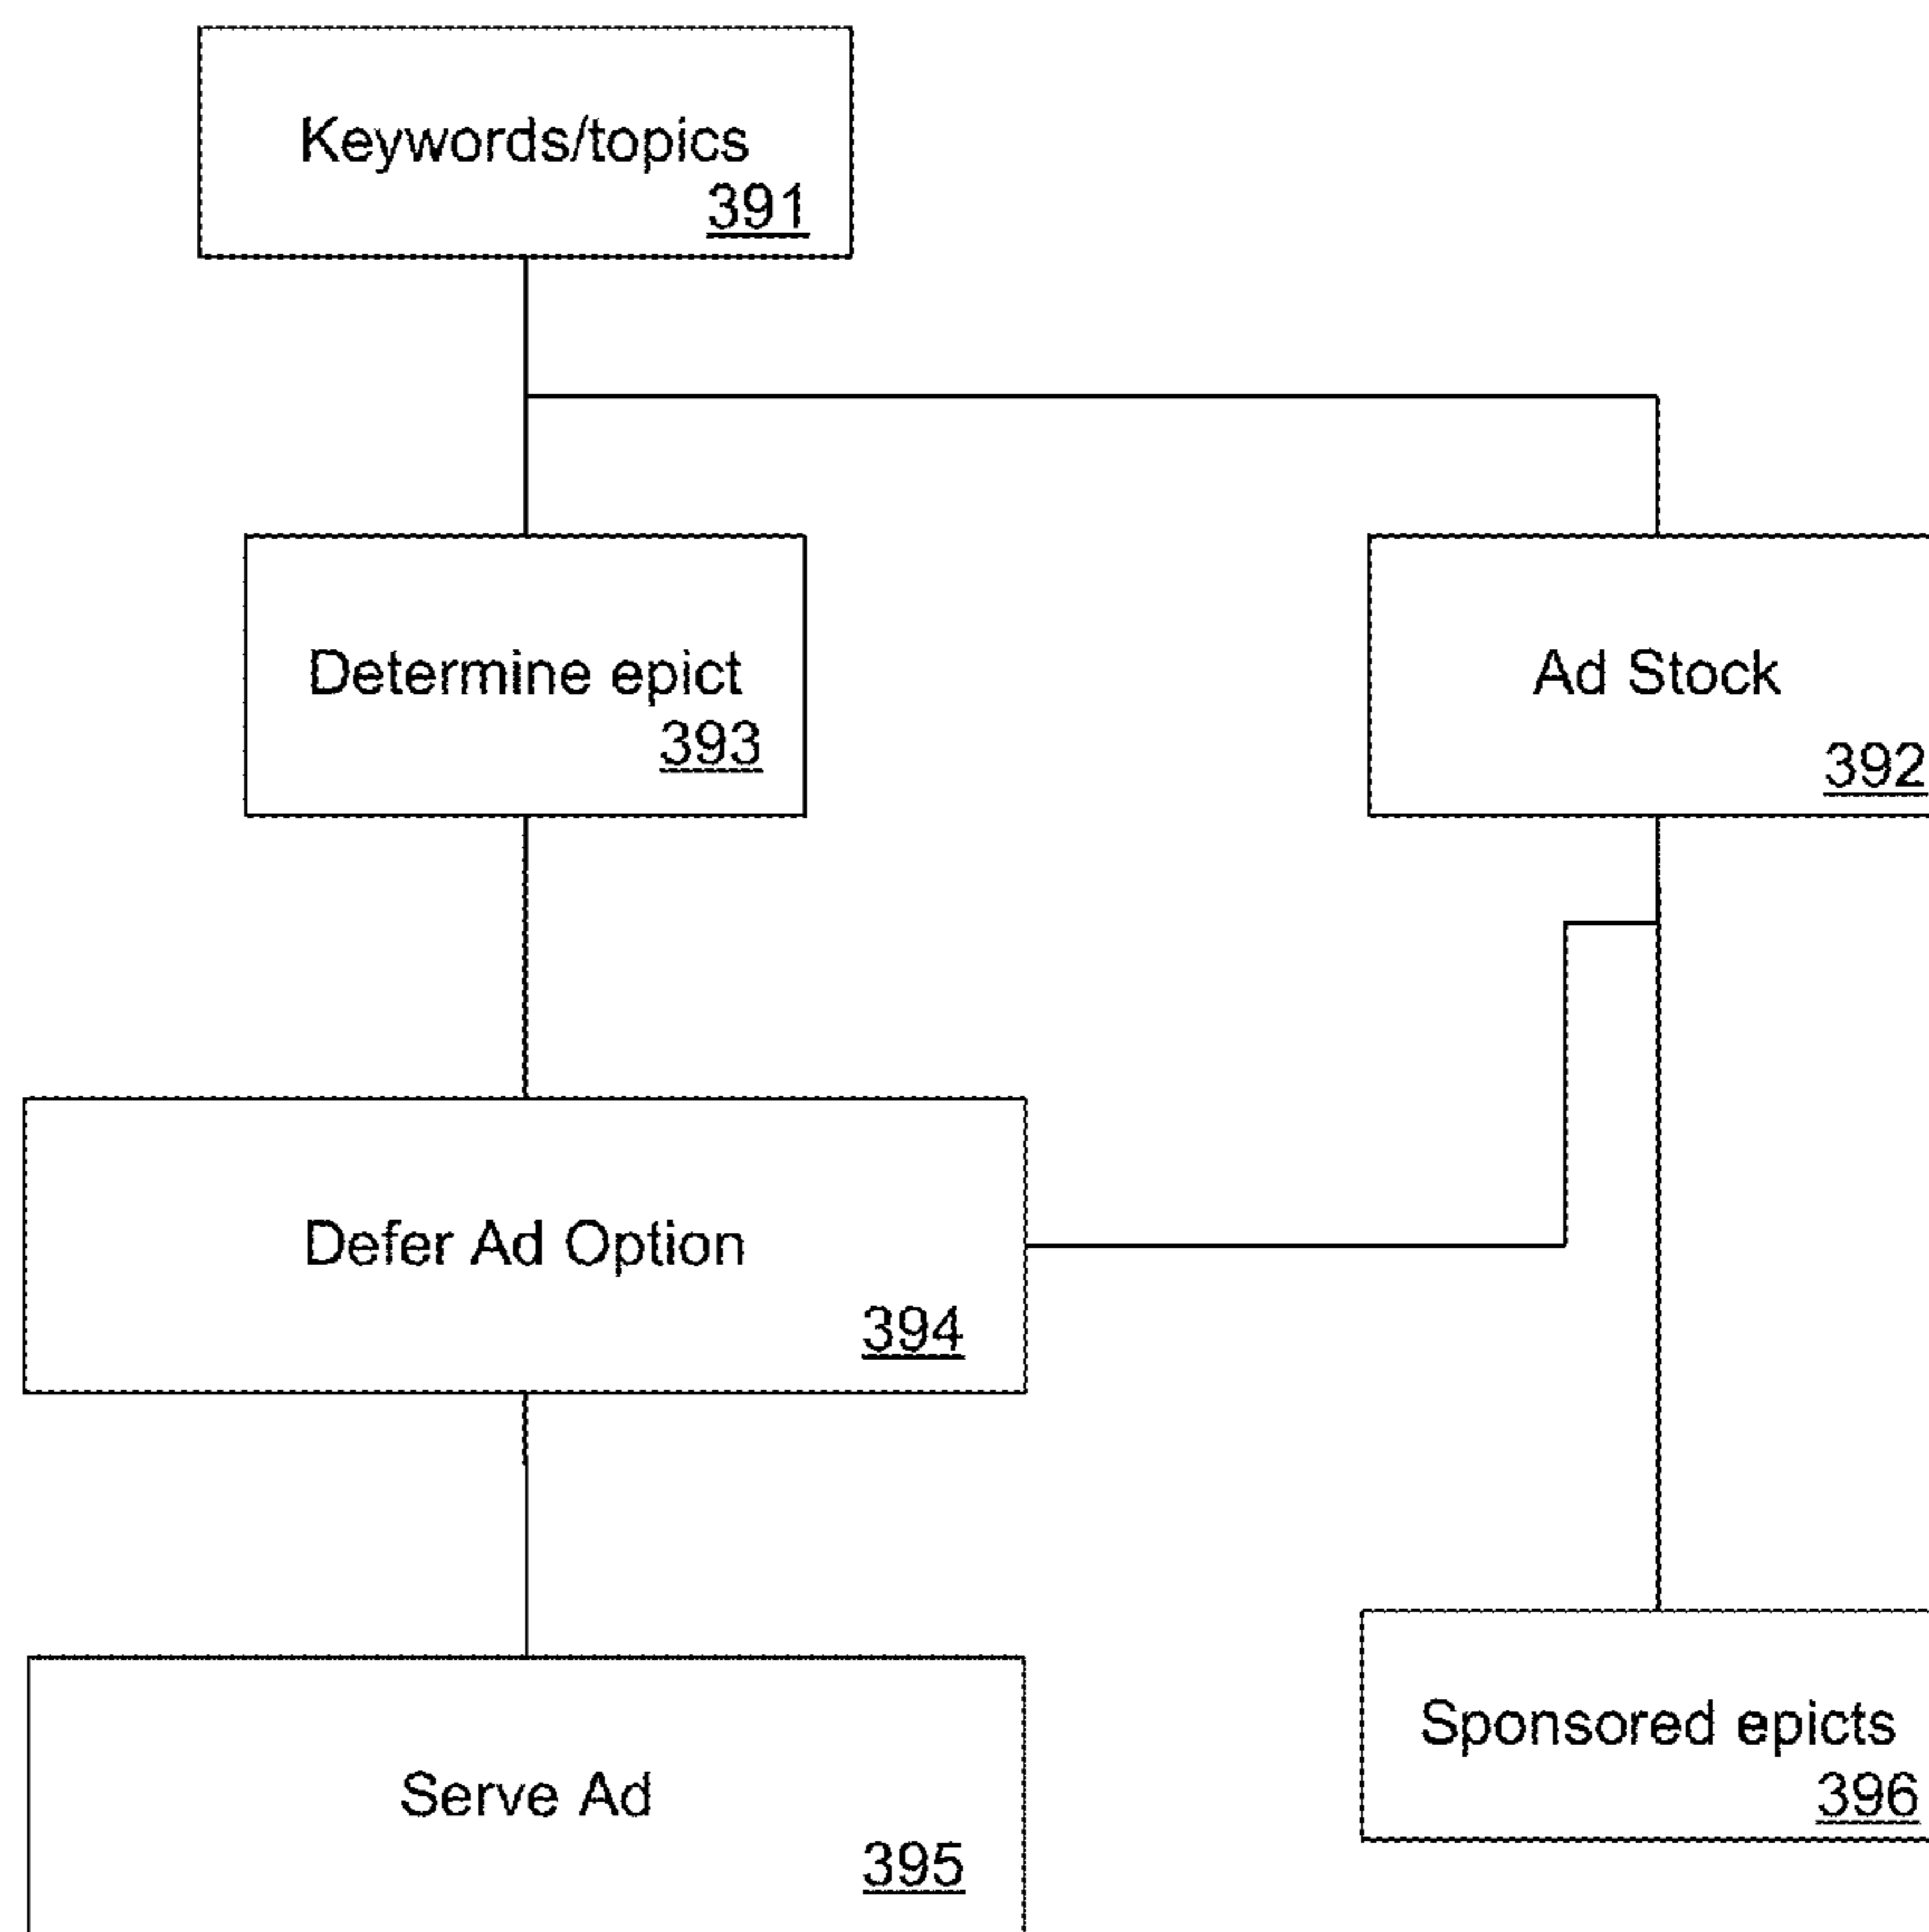 Keywords/topics
391
Determine epict
393
Ad Stock
392
Defer Ad Option
394
Sponsored epicts
396
Serve Ad
395